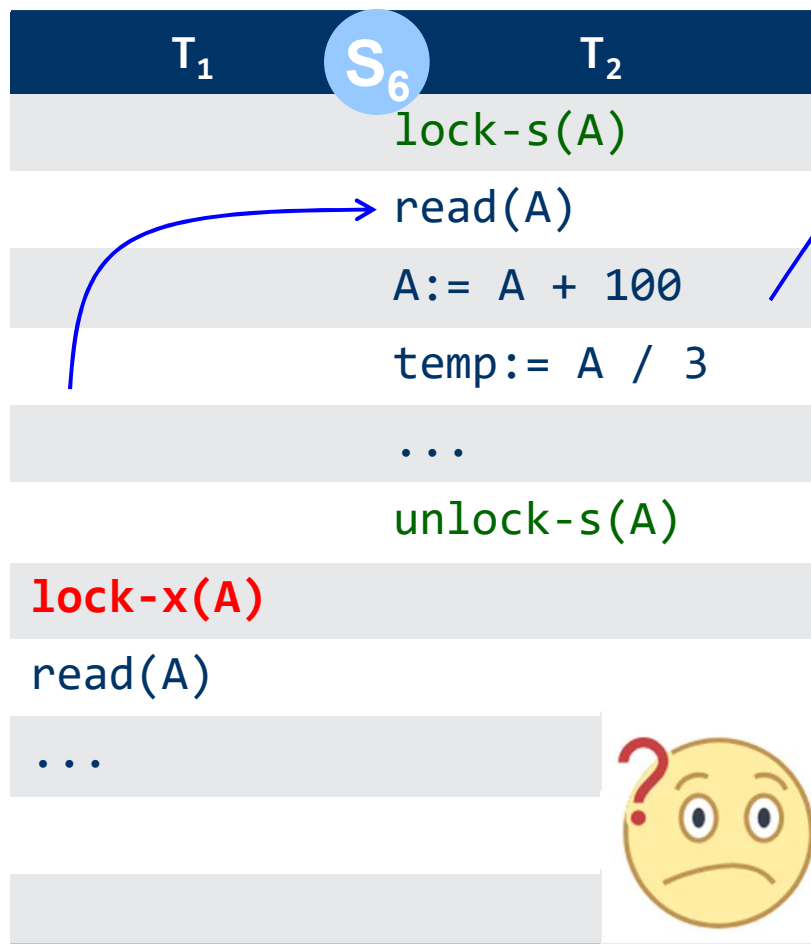 T₁ S₆ T₂
lock-s(A)
read(A)
A:= A + 100
temp:= A / 3
...
unlock-s(A)
lock-x(A)
read(A)
...
?